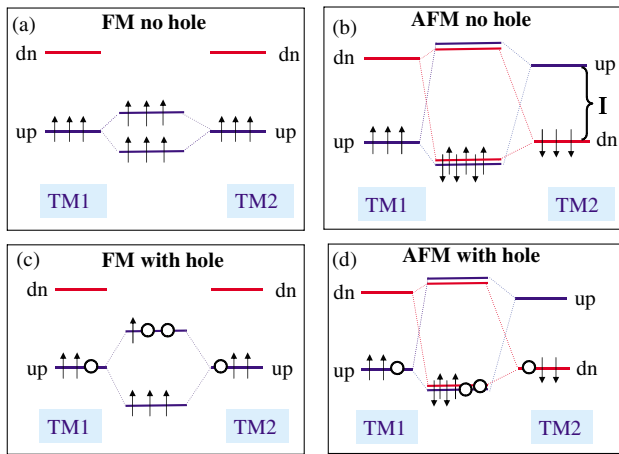 (a) FM no hole
dn dn
up up
TM1 TM2
(b) AFM no hole
dn up
I
up dn
TM1 TM2
(c) FM with hole
dn dn
up up
TM1 TM2
(d) AFM with hole
dn up
up dn
TM1 TM2